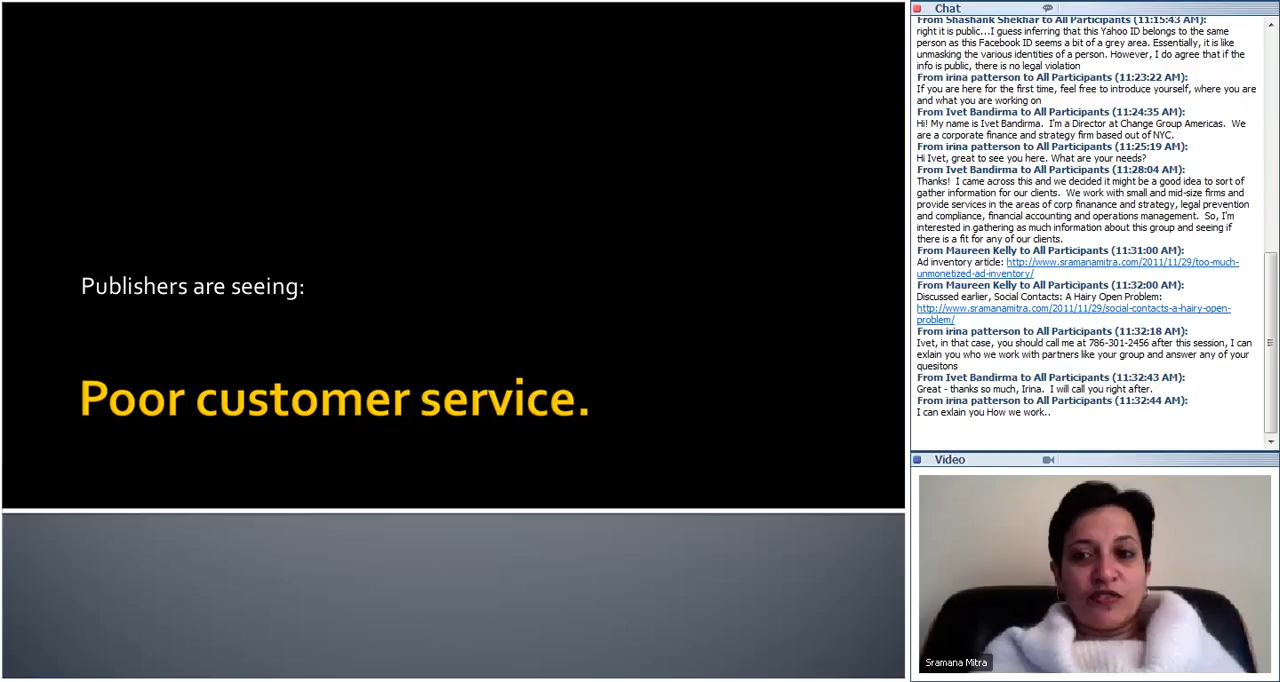 Publishers are seeing:
Poor customer service.
Chat
From Shashank Shekhar to All Participants (11:15:43 AM):
right it is public...I guess inferring that this Yahoo ID belongs to the same
person as this Facebook ID seems a bit of a grey area. Essentially, it is like
unmasking the various identities of a person. However, I do agree that if the
info is public, there is no legal violation
From irina patterson to All Participants (11:23:22 AM):
If you are here for the first time, feel free to introduce yourself, where you are
and what you are working on
From Ivet Bandirma to All Participants (11:24:35 AM):
Hi! My name is Ivet Bandirma. I'm a Director at Change Group Americas. We
are a corporate finance and strategy firm based out of NYC.
From irina patterson to All Participants (11:25:19 AM):
Hi Ivet, great to see you here. What are your needs?
From Ivet Bandirma to All Participants (11:28:04 AM):
Thanks! I came across this and we decided it might be a good idea to sort of
gather information for our clients. We work with small and mid-size firms and
provide services in the areas of corp finanance and strategy, legal prevention
and compliance, financial accounting and operations management. So, I'm
interested in gathering as much information about this group and seeing if
there is a fit for any of our clients.
From Maureen Kelly to All Participants (11:31:00 AM):
Ad inventory article: http://www.sramanamitra.com/2011/11/29/too-much-
unmonetized-ad-inventory/
From Maureen Kelly to All Participants (11:32:00 AM):
Discussed earlier, Social Contacts: A Hairy Open Problem:
http://www.sramanamitra.com/2011/11/29/social-contacts-a-hairy-open-
problem/
From irina patterson to All Participants (11:32:18 AM):
Ivet, in that case, you should call me at 786-301-2456 after this session, I can
exlain you who we work with partners like your group and answer any of your
quesitons
From Ivet Bandirma to All Participants (11:32:43 AM):
Great - thanks so much, Irina. I will call you right after.
From irina patterson to All Participants (11:32:44 AM):
I can exlain you How we work..
Video
Sramana Mitra